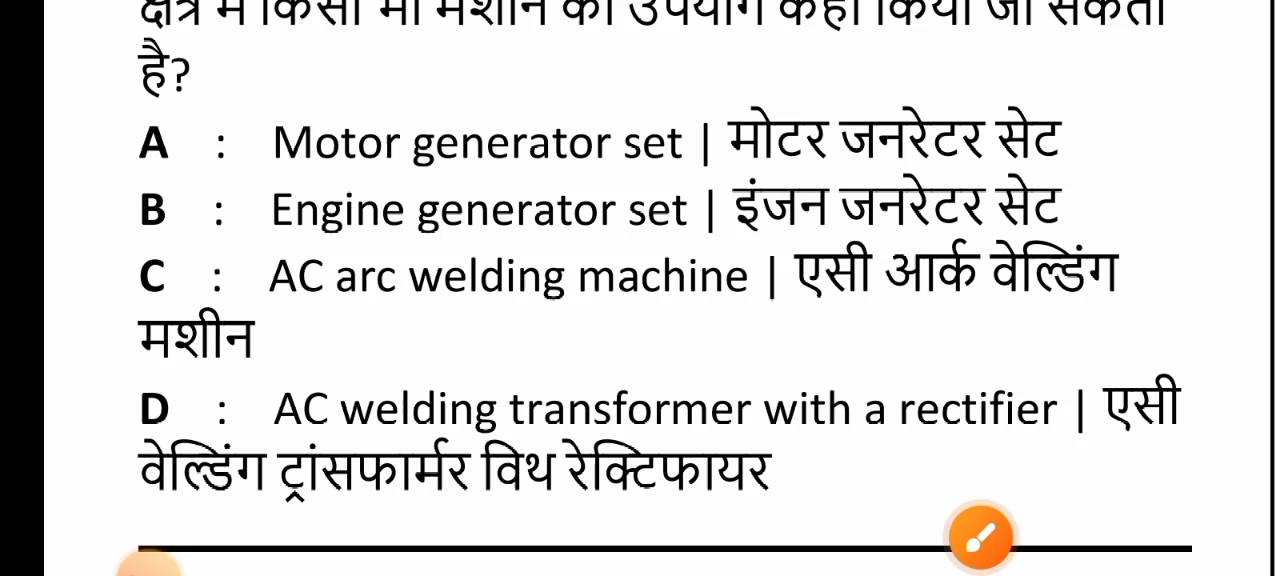 क्षेत्र में किसी भी मशीन का उपयोग कहाँ किया जा सकता
है?
A : Motor generator set | मोटर जनरेटर सेट
B : Engine generator set | इंजन जनरेटर सेट
C : AC arc welding machine | एसी आर्क वेल्डिंग
मशीन
D : AC welding transformer with a rectifier | एसी
वेल्डिंग ट्रांसफार्मर विथ रेक्टिफायर